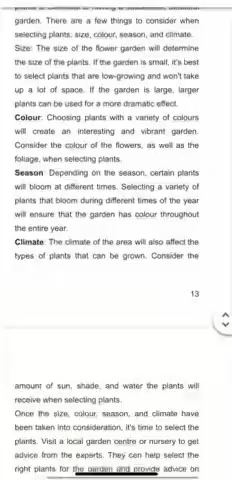 garden. There are a few things to consider when
selecting plants: size, colour, season, and climate.
Size: The size of the flower garden will determine
the size of the plants. If the garden is small, it's best
to select plants that are low-growing and won't take
up a lot of space. If the garden is large, larger
plants can be used for a more dramatic effect.
Colour: Choosing plants with a variety of colours
will create an interesting and vibrant garden.
Consider the colour of the flowers, as well as the
foliage, when selecting plants.
Season: Depending on the season, certain plants
will bloom at different times. Selecting a variety of
plants that bloom during different times of the year
will ensure that the garden has colour throughout
the entire year.
Climate: The climate of the area will also affect the
types of plants that can be grown. Consider the
13
amount of sun, shade, and water the plants will
receive when selecting plants.
Once the size, colour, season, and climate have
been taken into consideration, it's time to select the
plants. Visit a local garden centre or nursery to get
advice from the experts. They can help select the
right plants for the garden and provide advice on